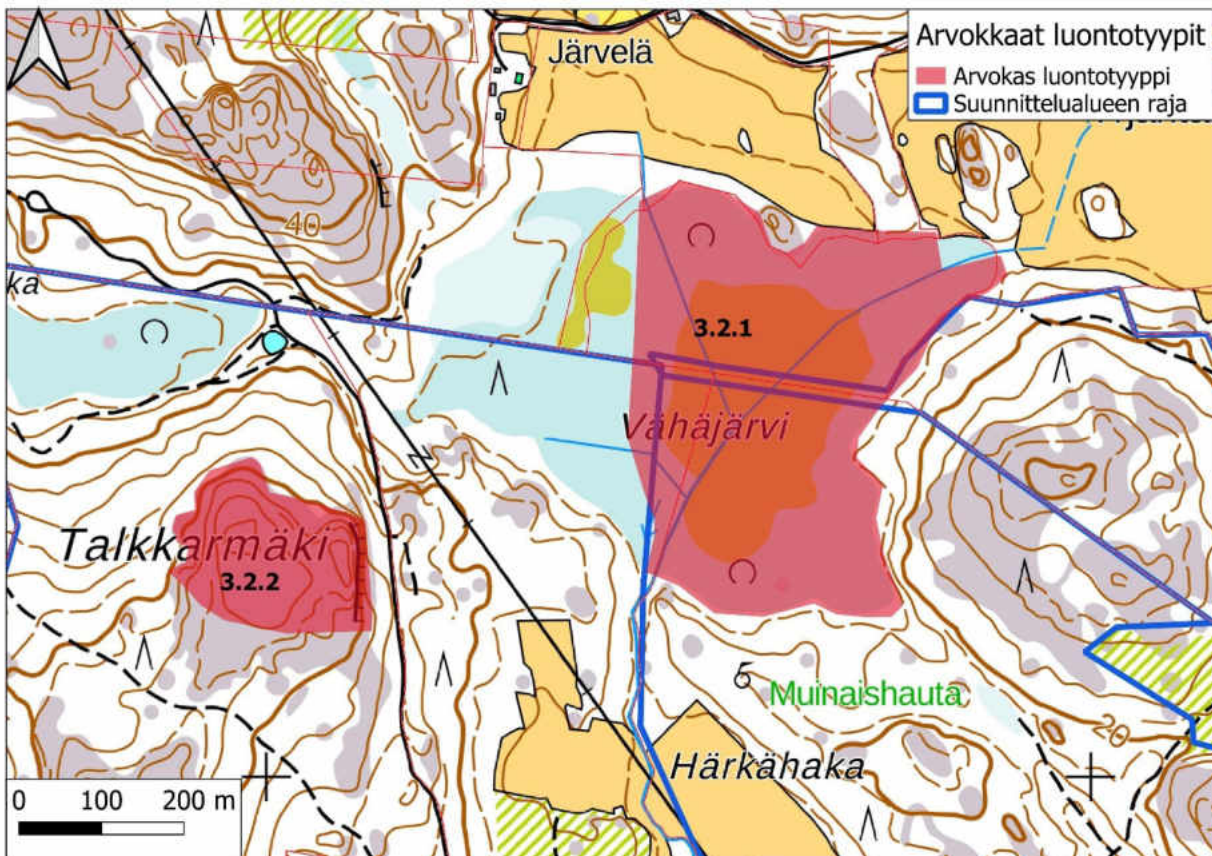 Järvelä
Arvokkaat luontotyypit
Arvokas luontotyyppi
Suunnittelualueen raja
40
ka
3.2.1
Vähäjärvi
Talkkarmäki
3.2.2
Muinaishauta
20
Härkähaka
0 100 200 m